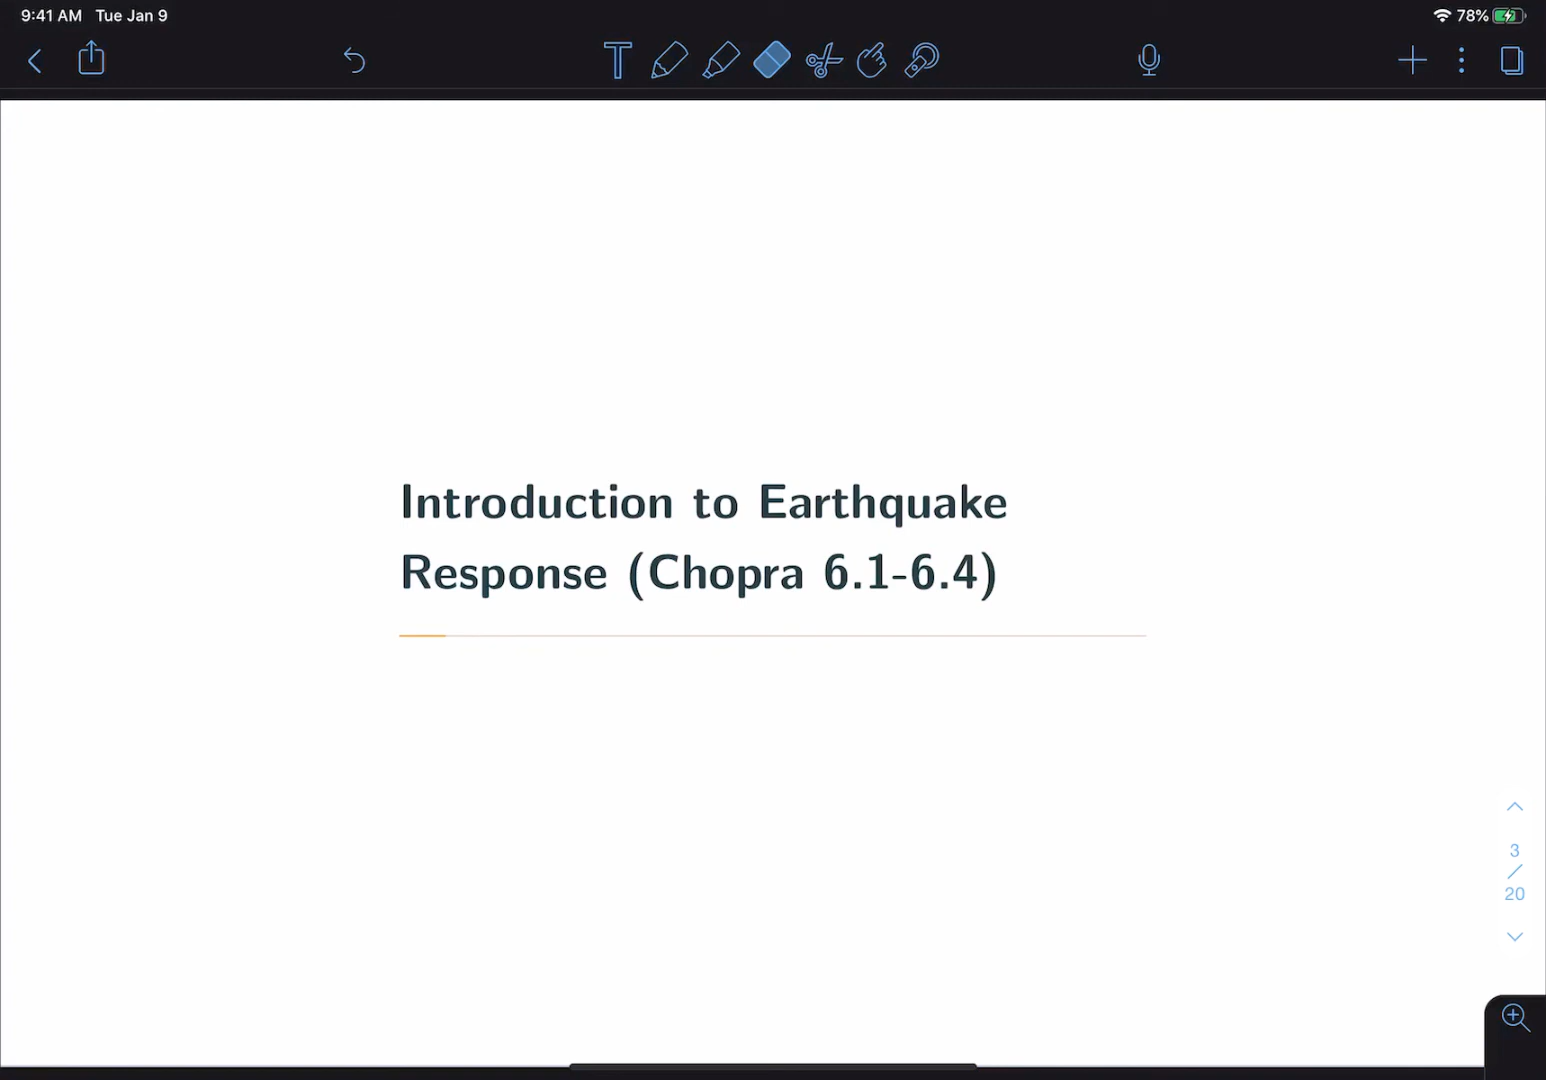 9:41 AM Tue Jan 9
78%
Introduction to Earthquake
Response (Chopra 6.1-6.4)
3
/
20